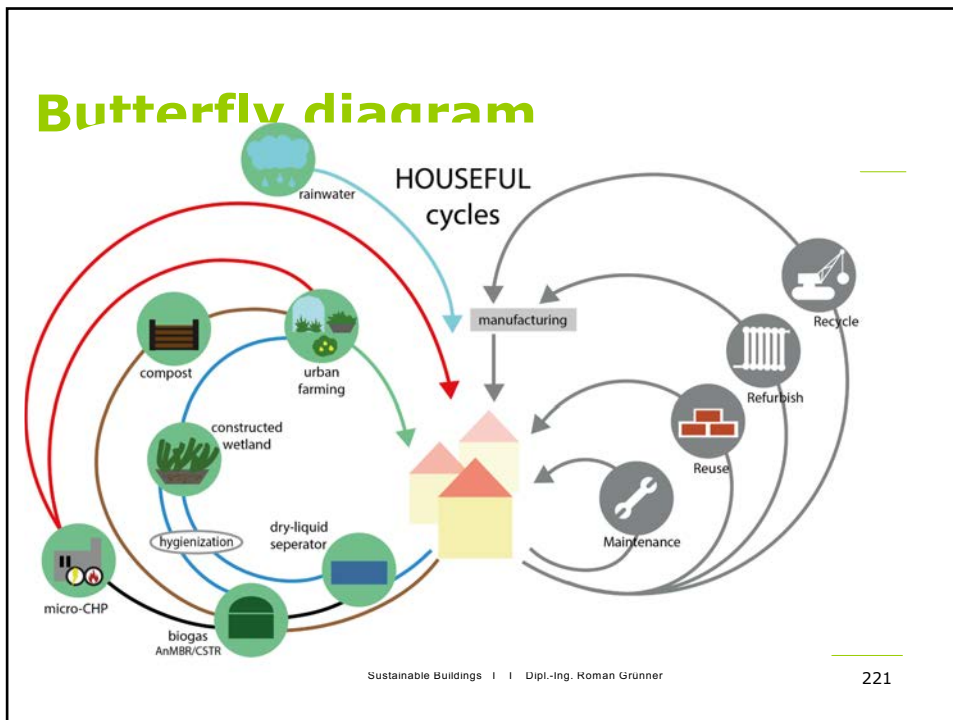 Butterfly diagram
rainwater
HOUSEFUL
cycles
manufacturing
Recycle
compost
urban
farming
Refurbish
constructed
wetland
Reuse
hygienization
dry-liquid
seperator
Maintenance
micro-CHP
biogas
AnMBR/CSTR
Sustainable Buildings I I Dipl.-Ing. Roman Grünner
221